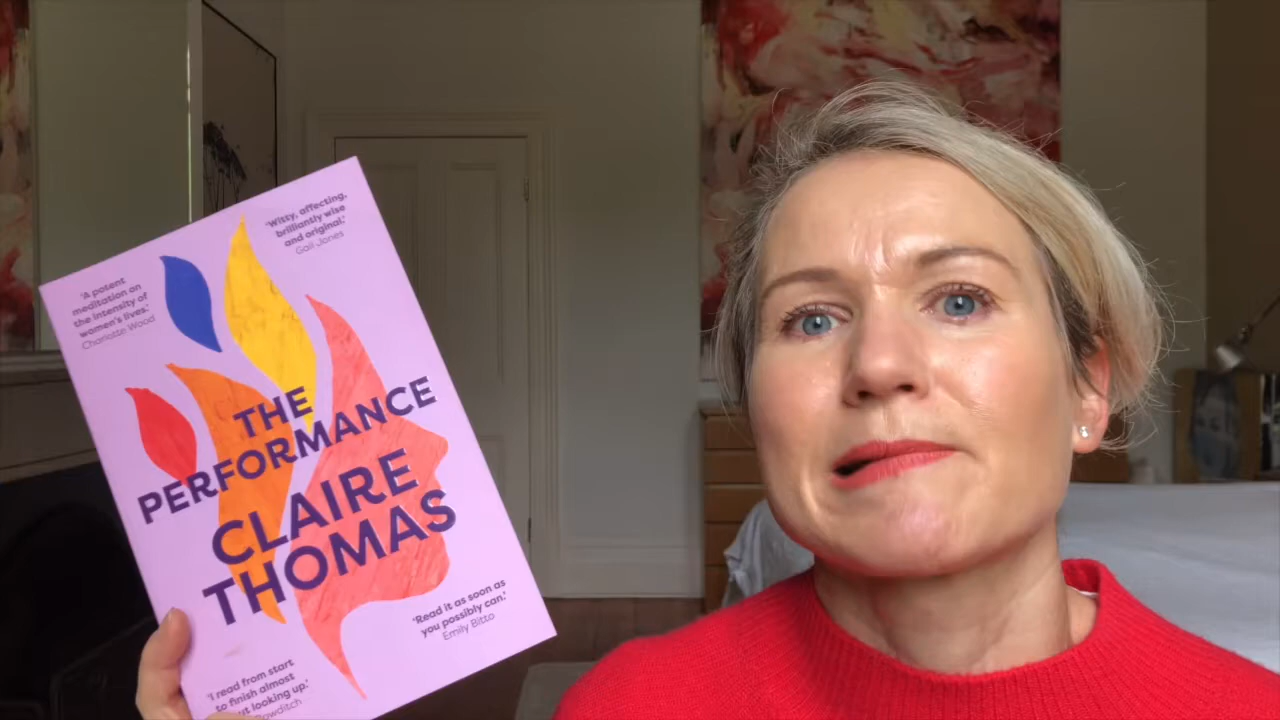 'Witty, affecting,
brilliantly wise
and original.'
Gail Jones
'A potent
meditation on
the intensity of
women's lives.'
Charlotte Wood
THE
PERFORMANCE
CLAIRE
THOMAS
'Read it as soon as
you possibly can.'
Emily Bitto
'I read from start
to finish almost
looking up.'